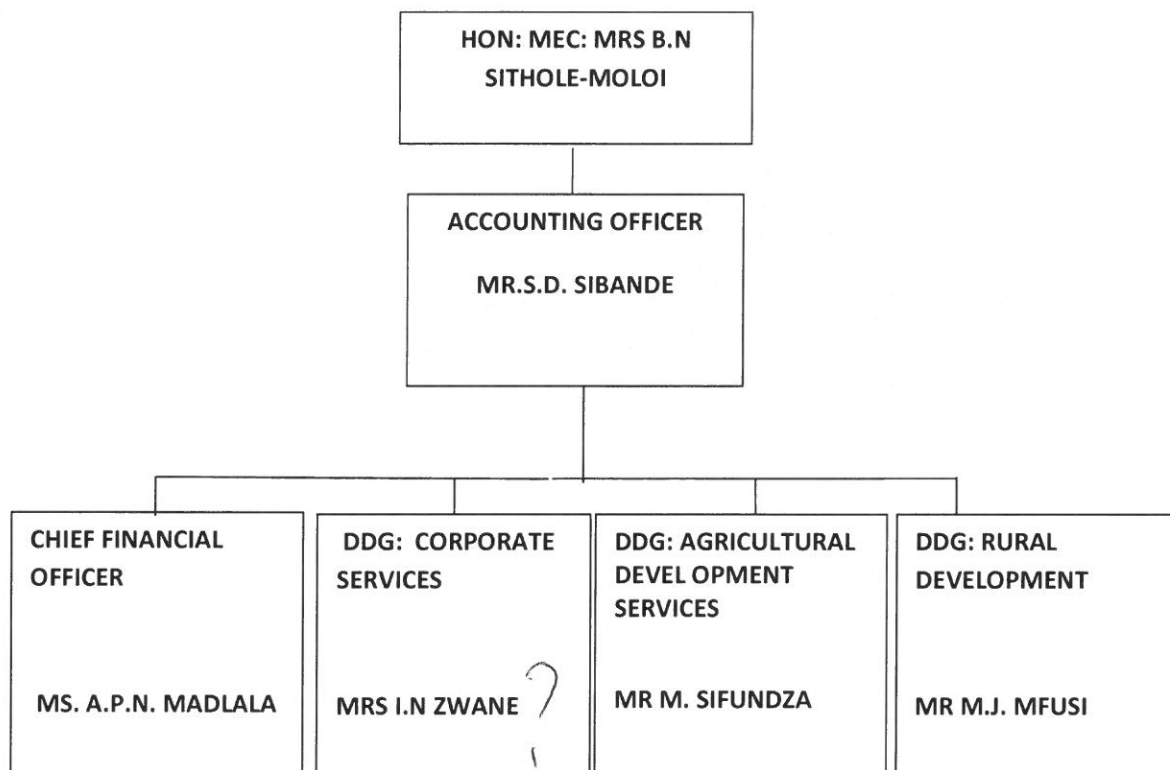 HON: MEC: MRS B.N
SITHOLE-MOLOI
ACCOUNTING OFFICER
MR.S.D. SIBANDE
CHIEF FINANCIAL
OFFICER
MS. A.P.N. MADLALA
DDG: CORPORATE
SERVICES
MRS I.N ZWANE ?
DDG: AGRICULTURAL
DEVEL OPMENT
SERVICES
MR M. SIFUNDZA
DDG: RURAL
DEVELOPMENT
MR M.J. MFUSI